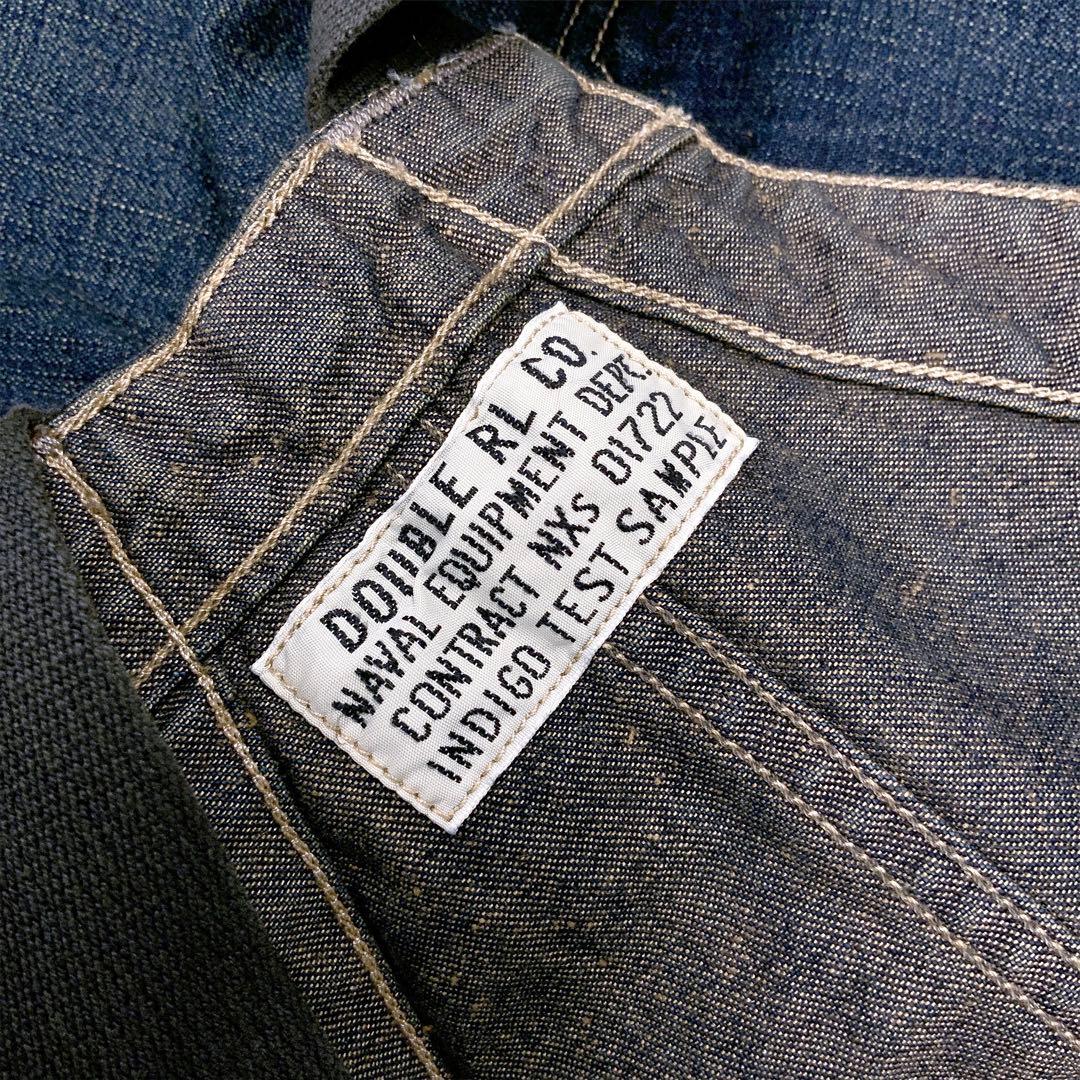 DOUBLE RL CO.
NAVAL EQUIPMENT DEPT.
CONTRACT NXS 01722
INDIGO TEST SAMPLE